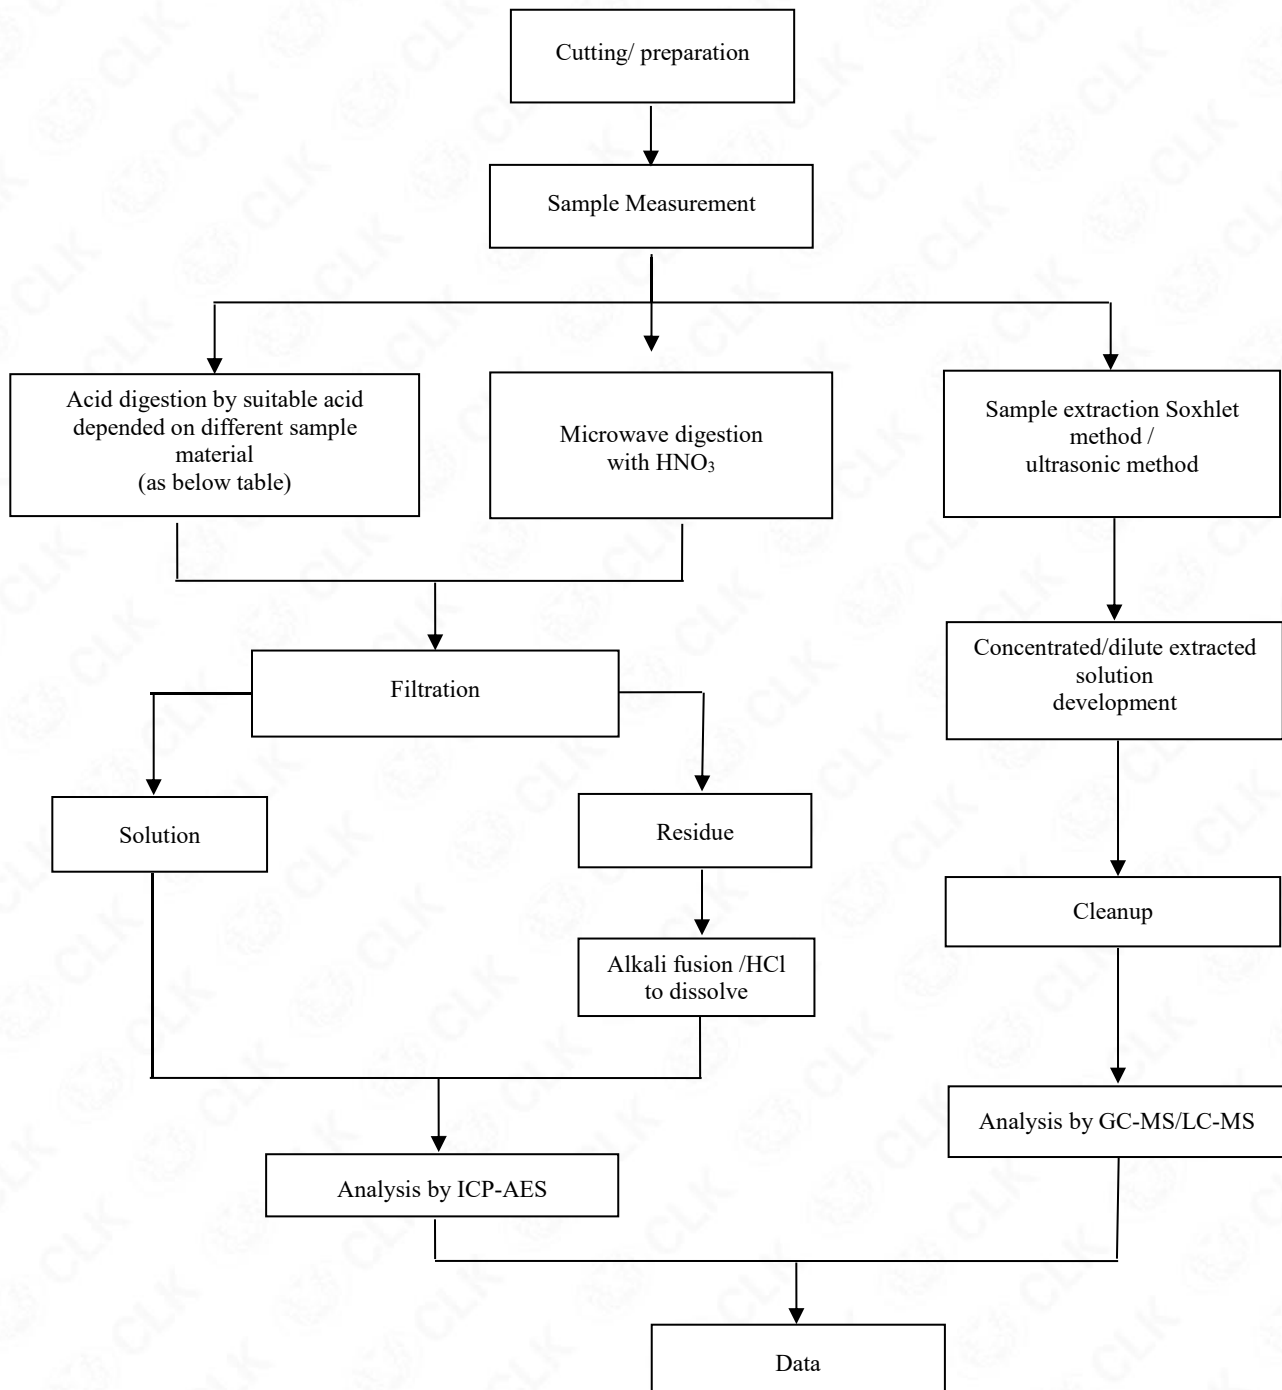 Cutting/ preparation
Sample Measurement
Acid digestion by suitable acid
depended on different sample
material
(as below table)
Microwave digestion
with HNO₃
Sample extraction Soxhlet
method /
ultrasonic method
Filtration
Concentrated/dilute extracted
solution
development
Solution
Residue
Cleanup
Alkali fusion /HCl
to dissolve
Analysis by GC-MS/LC-MS
Analysis by ICP-AES
Data
CLK